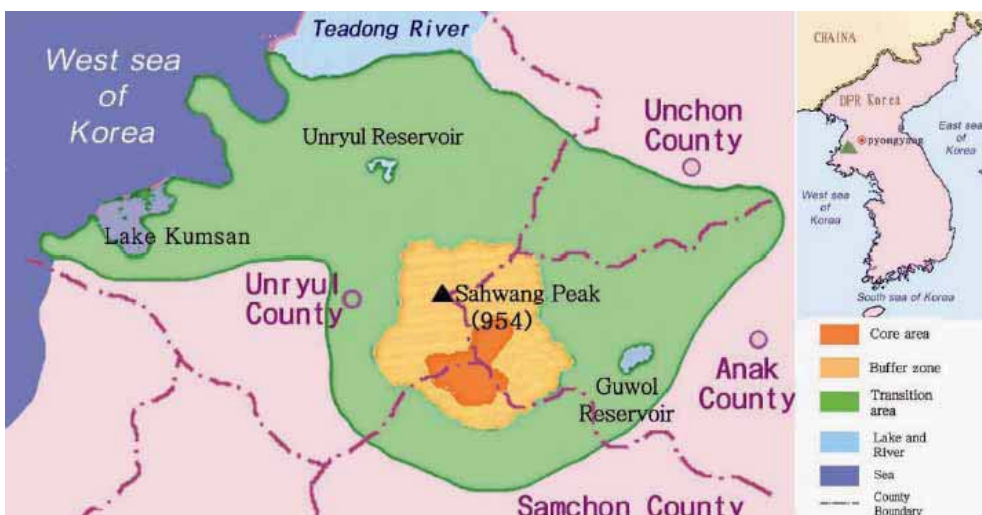 Teadong River
West sea
of
Korea
Unryul Reservoir
Unchon
County
Lake Kumsan
Unryul
County
Sahwang Peak
(954)
Guwol
Reservoir
Anak
County
Samchon County
CHAINA
DPR Korea
pyongyang
East sea
of
Korea
West sea
of
Korea
South sea of Korea
Core area
Buffer zone
Transition
area
Lake and
River
Sea
County
Boundary